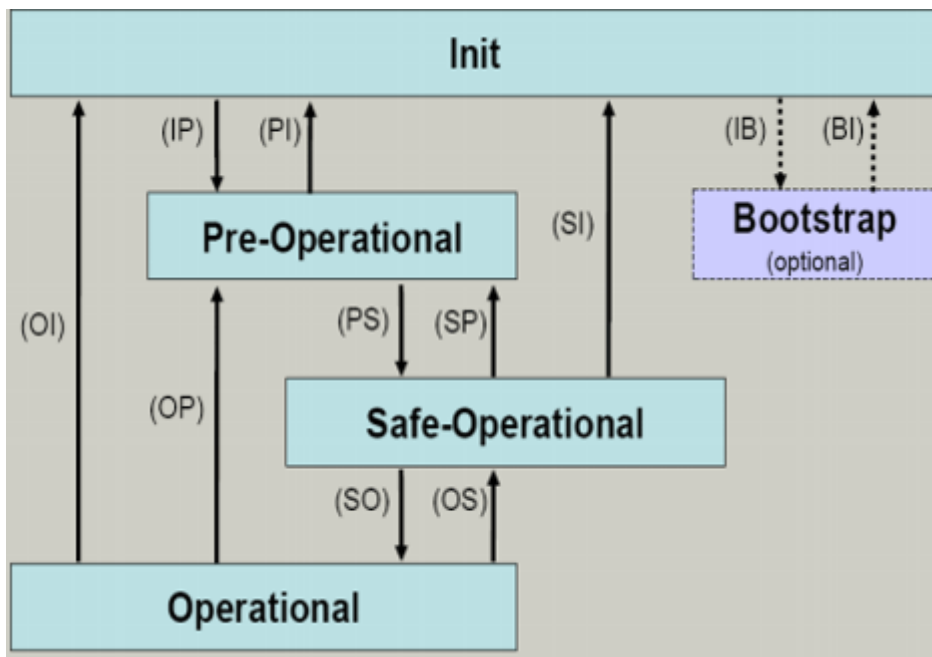 Init
(IP)
(PI)
(IB)
(BI)
Pre-Operational
(SI)
Bootstrap
(optional)
(OI)
(PS)
(SP)
(OP)
Safe-Operational
(SO)
(OS)
Operational